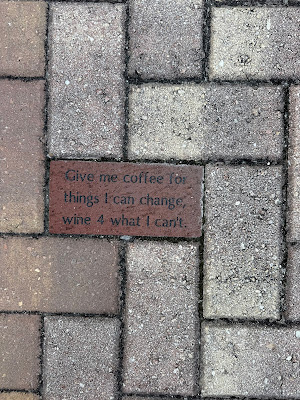 Give me coffee for
things I can change,
wine 4 what I can't.